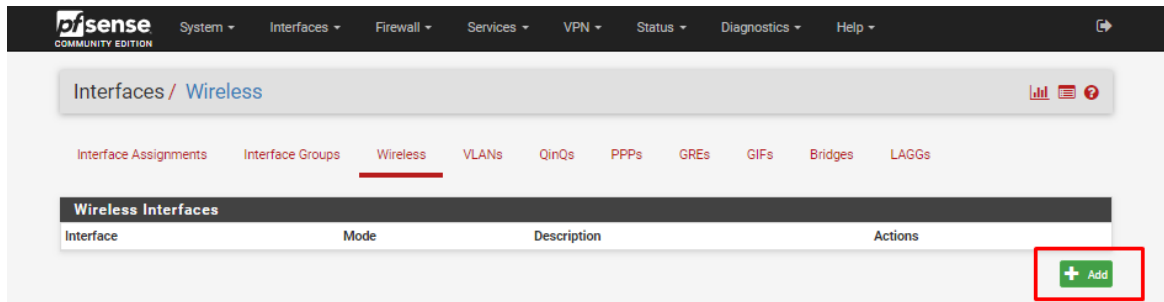 pfsense System Interfaces Firewall Services VPN Status Diagnostics Help
COMMUNITY EDITION
Interfaces / Wireless
Interface Assignments Interface Groups Wireless VLANs QinQs PPPs GREs GIFs Bridges LAGGs
Wireless Interfaces
Interface Mode Description Actions
+ Add